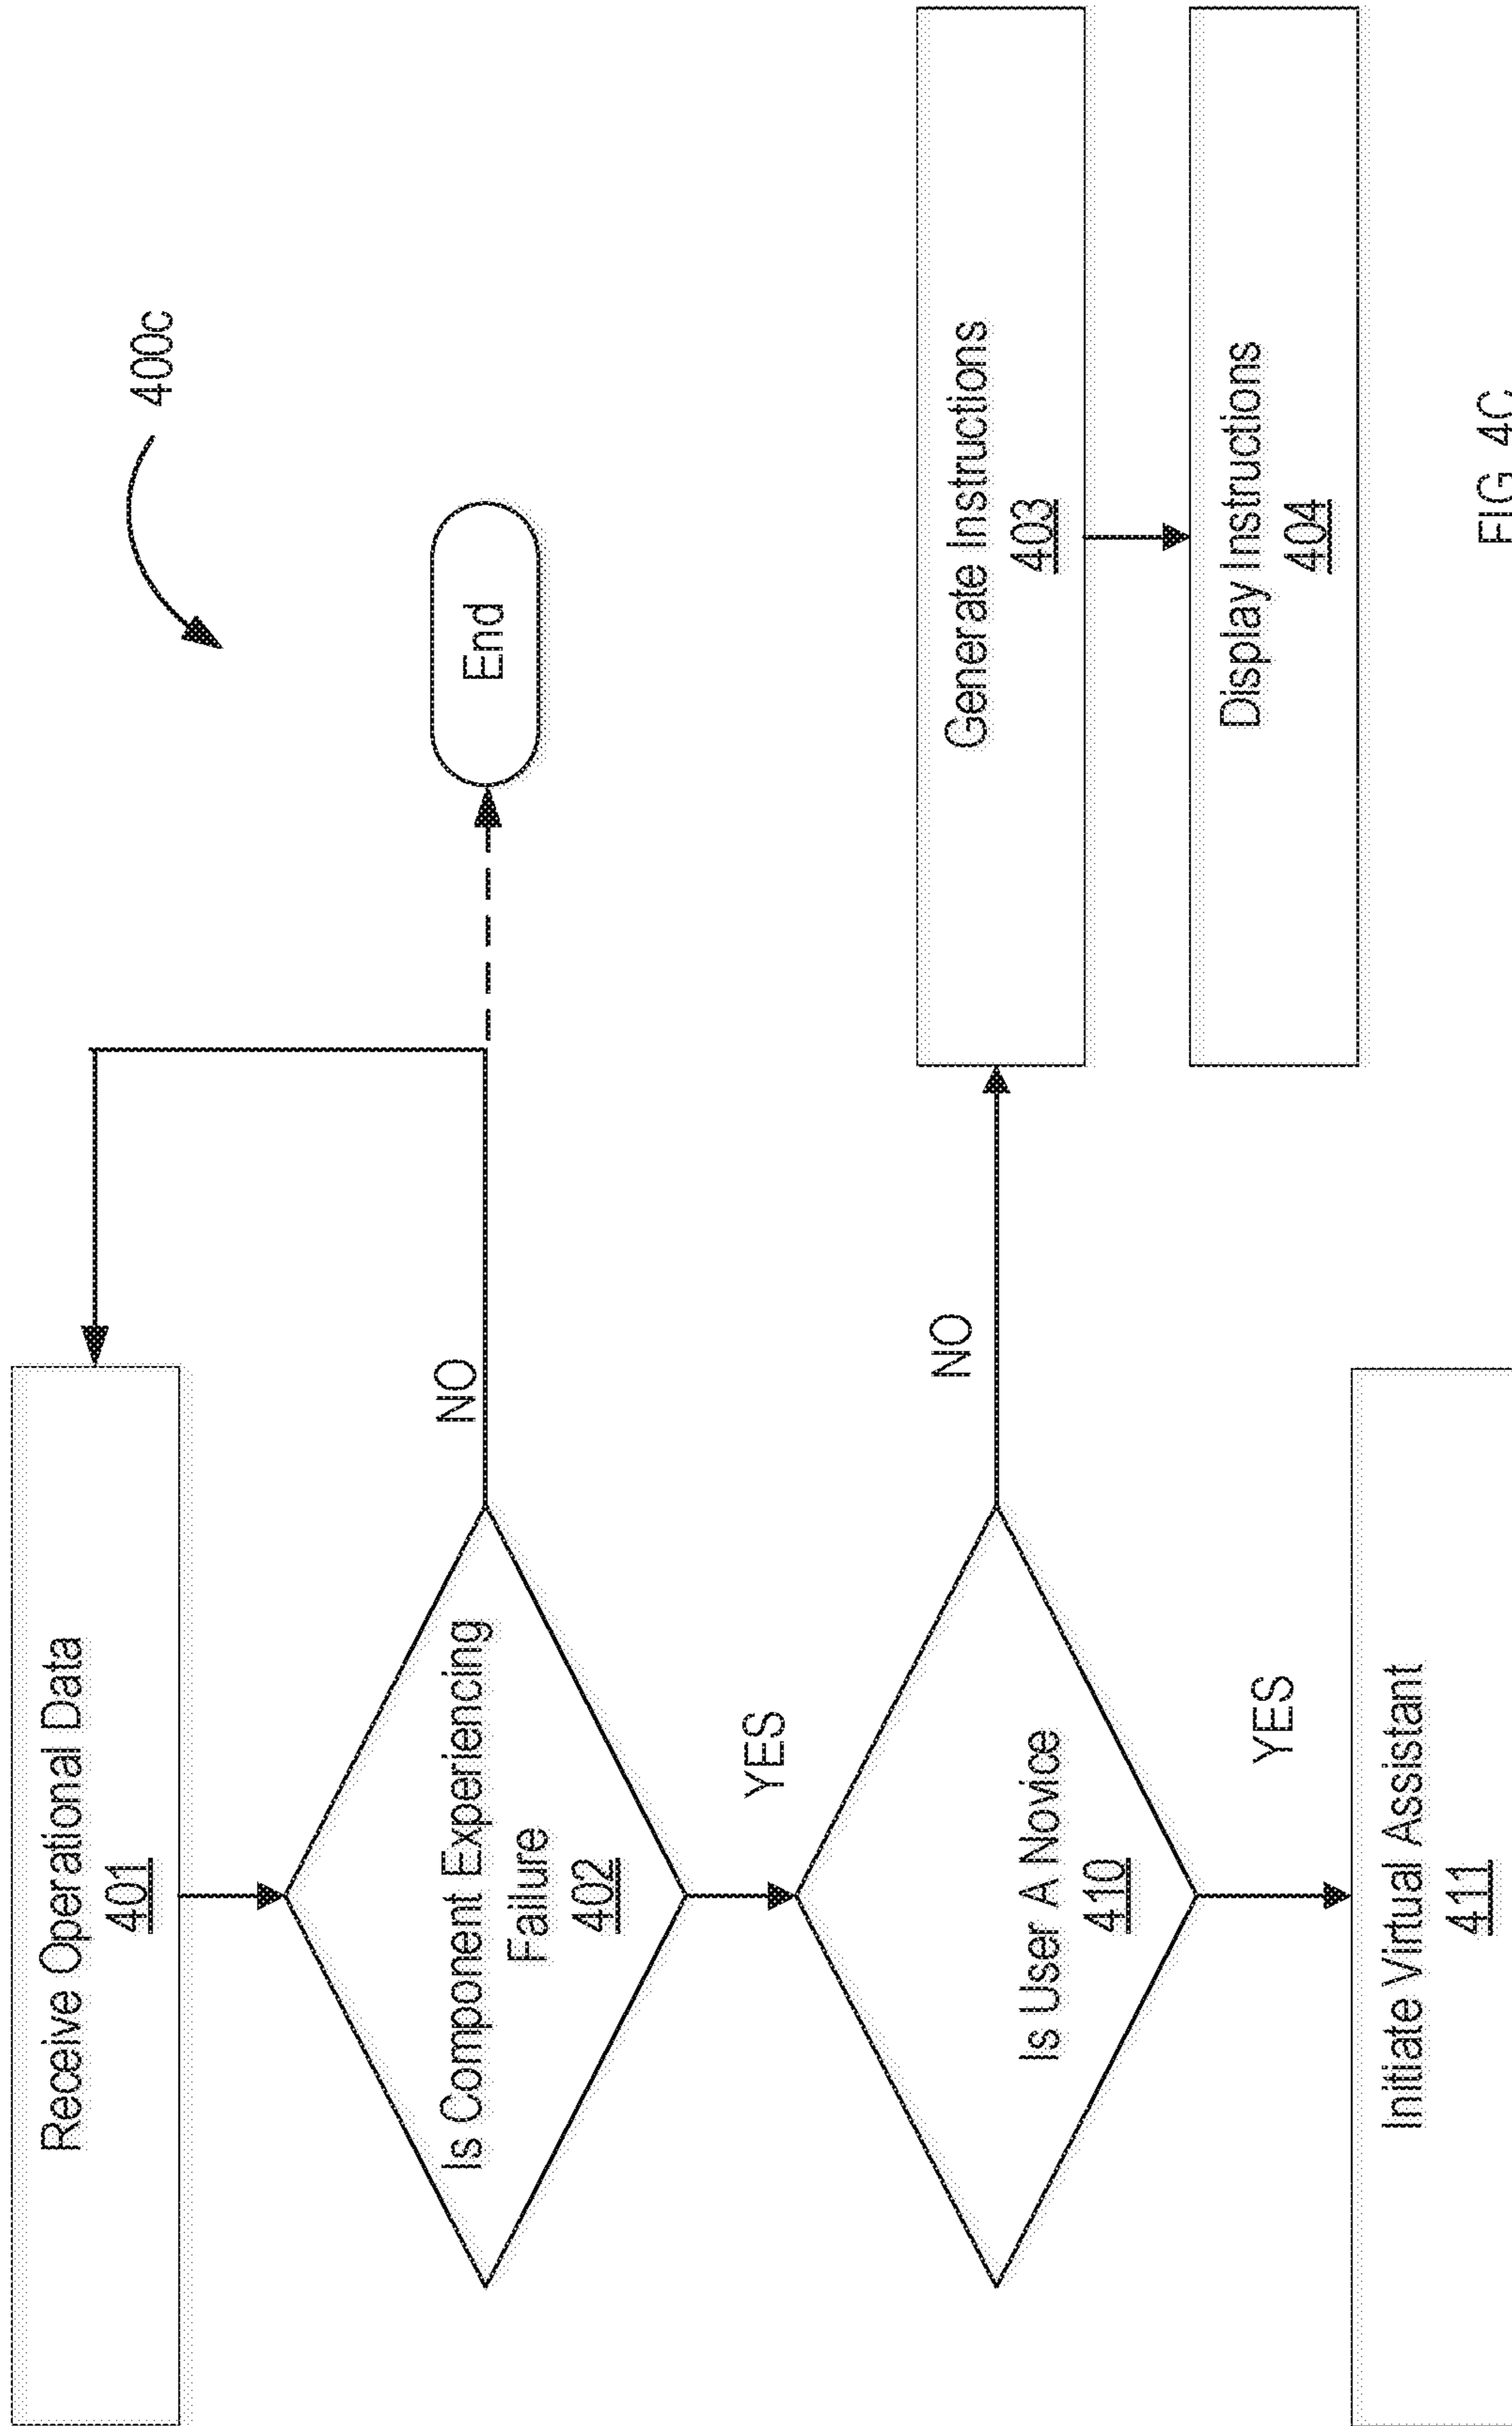 400c
Receive Operational Data
401
End
NO
Is Component Experiencing
Failure
402
YES
NO
Is User A Novice
410
Generate Instructions
403
Display Instructions
404
YES
Initiate Virtual Assistant
411
FIG. 4C